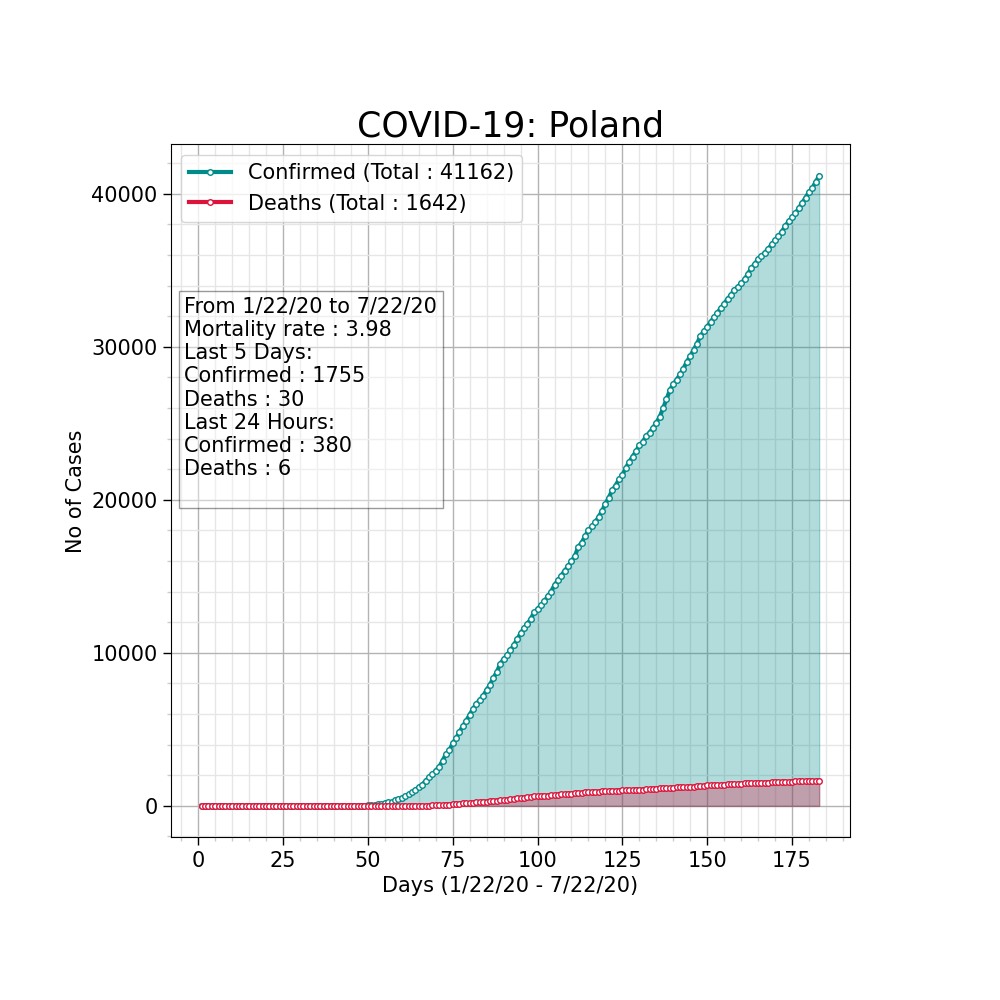 COVID-19: Poland
Confirmed (Total : 41162)
Deaths (Total : 1642)
From 1/22/20 to 7/22/20
Mortality rate : 3.98
Last 5 Days:
Confirmed : 1755
Deaths : 30
Last 24 Hours:
Confirmed : 380
Deaths : 6
No of Cases
40000
30000
20000
10000
0
0 25 50 75 100 125 150 175
Days (1/22/20 - 7/22/20)